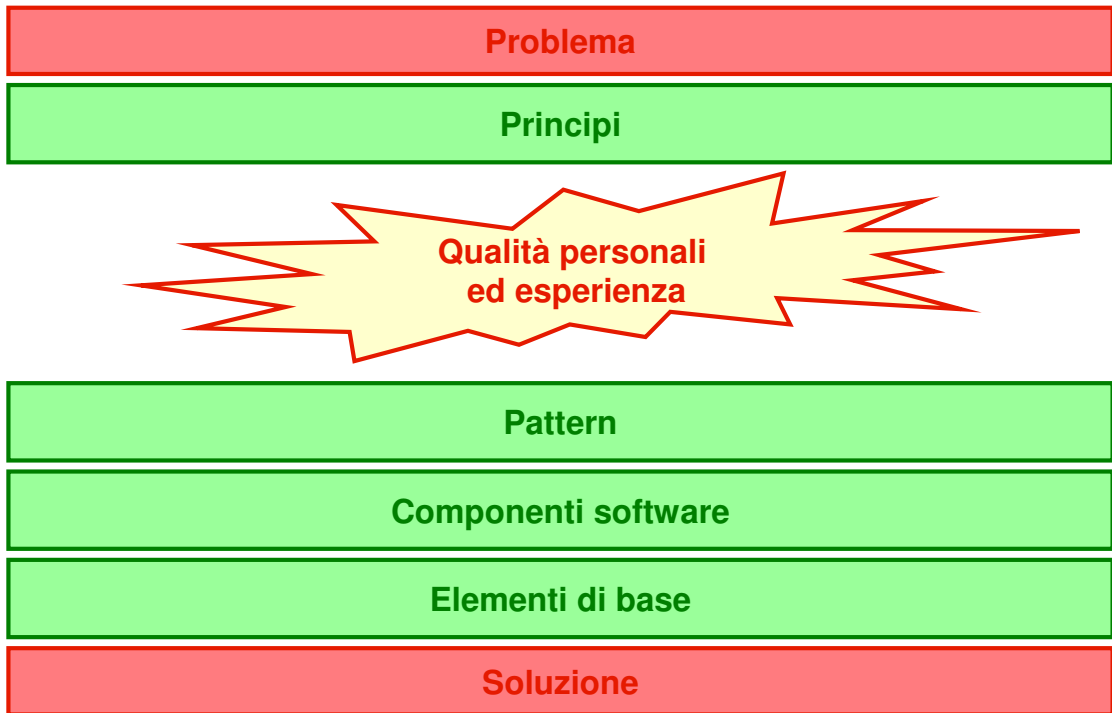 Problema
Principi
Qualità personali
ed esperienza
Pattern
Componenti software
Elementi di base
Soluzione